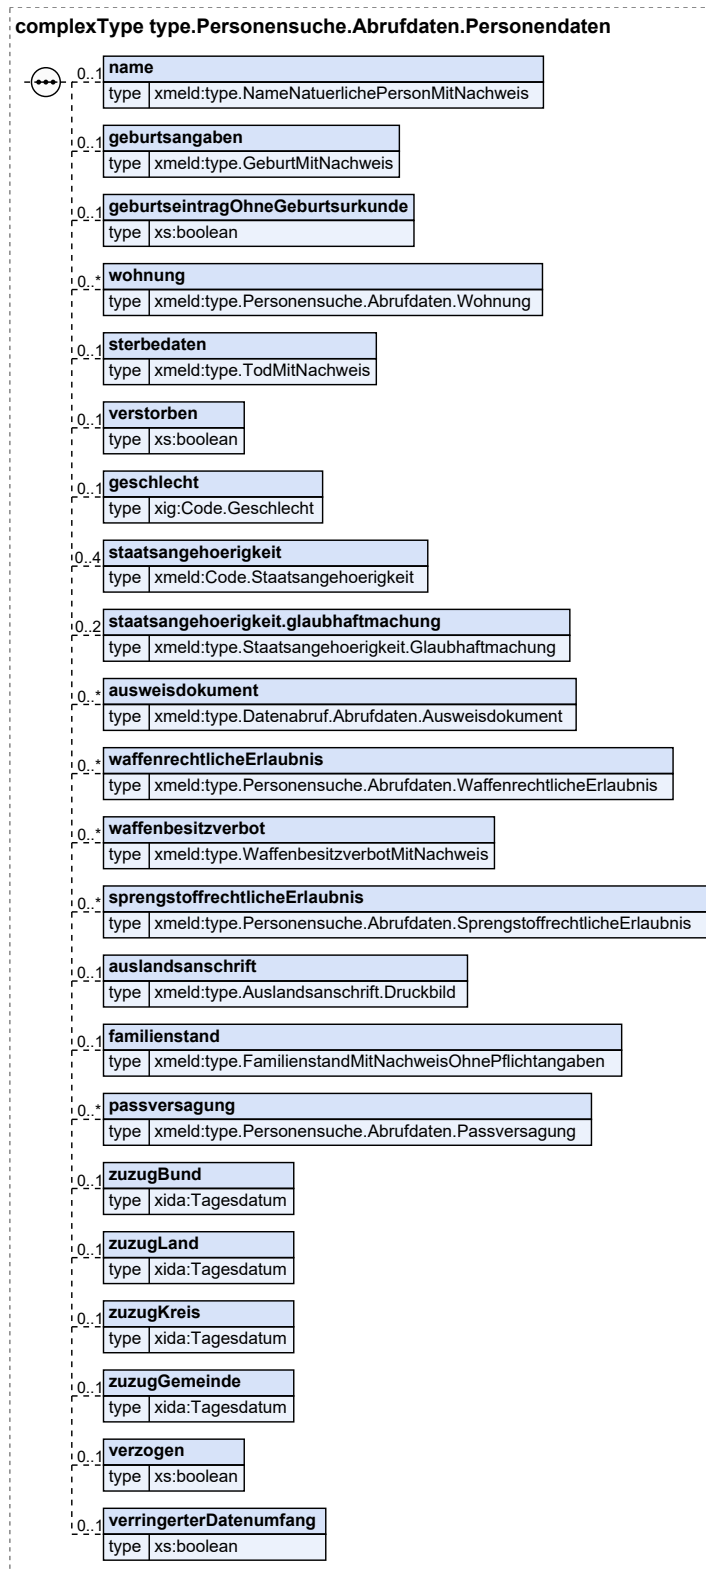 complexType type.Personensuche.Abrufdaten.Personendaten
0..1 name
type xmeld:type.NameNatuerlichePersonMitNachweis
0..1 geburtsangaben
type xmeld:type.GeburtMitNachweis
0..1 geburtseintragOhneGeburtsurkunde
type xs:boolean
0..* wohnung
type xmeld:type.Personensuche.Abrufdaten.Wohnung
0..1 sterbedaten
type xmeld:type.TodMitNachweis
0..1 verstorben
type xs:boolean
0..1 geschlecht
type xig:Code.Geschlecht
0..4 staatsangehoerigkeit
type xmeld:Code.Staatsangehoerigkeit
0..2 staatsangehoerigkeit.glaubhaftmachung
type xmeld:type.Staatsangehoerigkeit.Glaubhaftmachung
0..* ausweisdokument
type xmeld:type.Datenabruf.Abrufdaten.Ausweisdokument
0..* waffenrechtlicheErlaubnis
type xmeld:type.Personensuche.Abrufdaten.WaffenrechtlicheErlaubnis
0..* waffenbesitzverbot
type xmeld:type.WaffenbesitzverbotMitNachweis
0..* sprengstoffrechtlicheErlaubnis
type xmeld:type.Personensuche.Abrufdaten.SprengstoffrechtlicheErlaubnis
0..1 auslandsanschrift
type xmeld:type.Auslandsanschrift.Druckbild
0..1 familienstand
type xmeld:type.FamilienstandMitNachweisOhnePflichtangaben
0..* passversagung
type xmeld:type.Personensuche.Abrufdaten.Passversagung
0..1 zuzugBund
type xida:Tagesdatum
0..1 zuzugLand
type xida:Tagesdatum
0..1 zuzugKreis
type xida:Tagesdatum
0..1 zuzugGemeinde
type xida:Tagesdatum
0..1 verzogen
type xs:boolean
0..1 verringerterDatenumfang
type xs:boolean